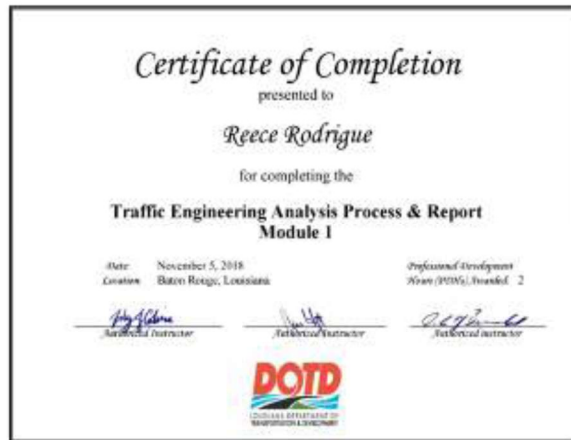 Certificate of Completion
presented to
Reece Rodrigue
for completing the
Traffic Engineering Analysis Process & Report
Module 1
Date: November 5, 2018
Location: Baton Rouge, Louisiana
Professional Development
Hours (PDHs) Awarded: 2
Authorized Instructor
Authorized Instructor
Authorized Instructor
DOTD
LOUISIANA DEPARTMENT OF
TRANSPORTATION & DEVELOPMENT